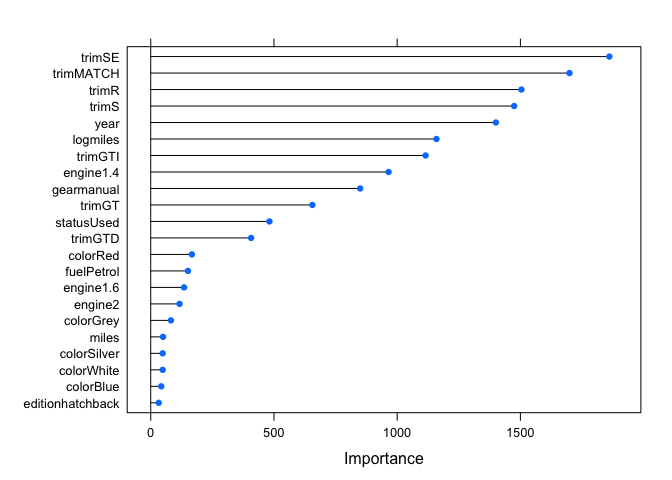 trimSE
trimMATCH
trimR
trimS
year
logmiles
trimGTI
engine1.4
gearmanual
trimGT
statusUsed
trimGTD
colorRed
fuelPetrol
engine1.6
engine2
colorGrey
miles
colorSilver
colorWhite
colorBlue
editionhatchback
0 500 1000 1500
Importance